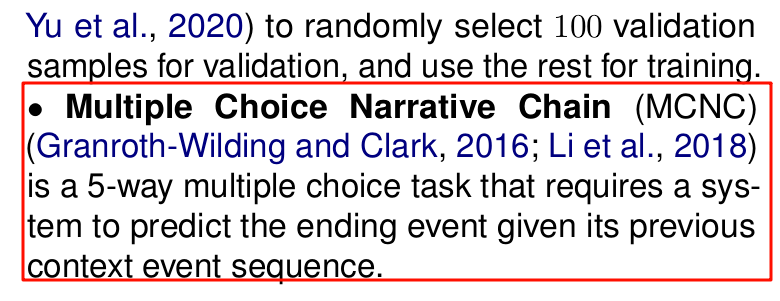 Yu et al., 2020) to randomly select 100 validation
samples for validation, and use the rest for training.
• Multiple Choice Narrative Chain (MCNC)
(Granroth-Wilding and Clark, 2016; Li et al., 2018)
is a 5-way multiple choice task that requires a sys-
tem to predict the ending event given its previous
context event sequence.